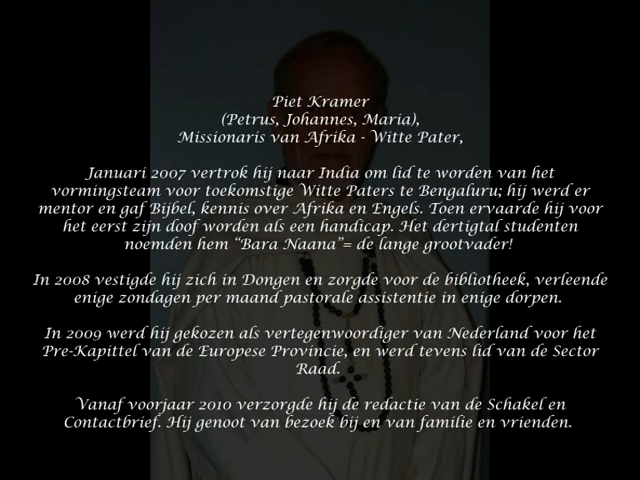 Piet Kramer
(Petrus, Johannes, Maria),
Missionaris van Afrika - Witte Pater,
Januari 2007 vertrok hij naar India om lid te worden van het
vormingsteam voor toekomstige Witte Paters te Bengaluru; hij werd er
mentor en gaf Bijbel, kennis over Afrika en Engels. Toen ervaarde hij voor
het eerst zijn doof worden als een handicap. Het dertigtal studenten
noemden hem “Bara Naana”= de lange grootvader!
In 2008 vestigde hij zich in Dongen en zorgde voor de bibliotheek, verleende
enige zondagen per maand pastorale assistentie in enige dorpen.
In 2009 werd hij gekozen als vertegenwoordiger van Nederland voor het
Pre-Kapittel van de Europese Provincie, en werd tevens lid van de Sector
Raad.
Vanaf voorjaar 2010 verzorgde hij de redactie van de Schakel en
Contactbrief. Hij genoot van bezoek bij en van familie en vrienden.